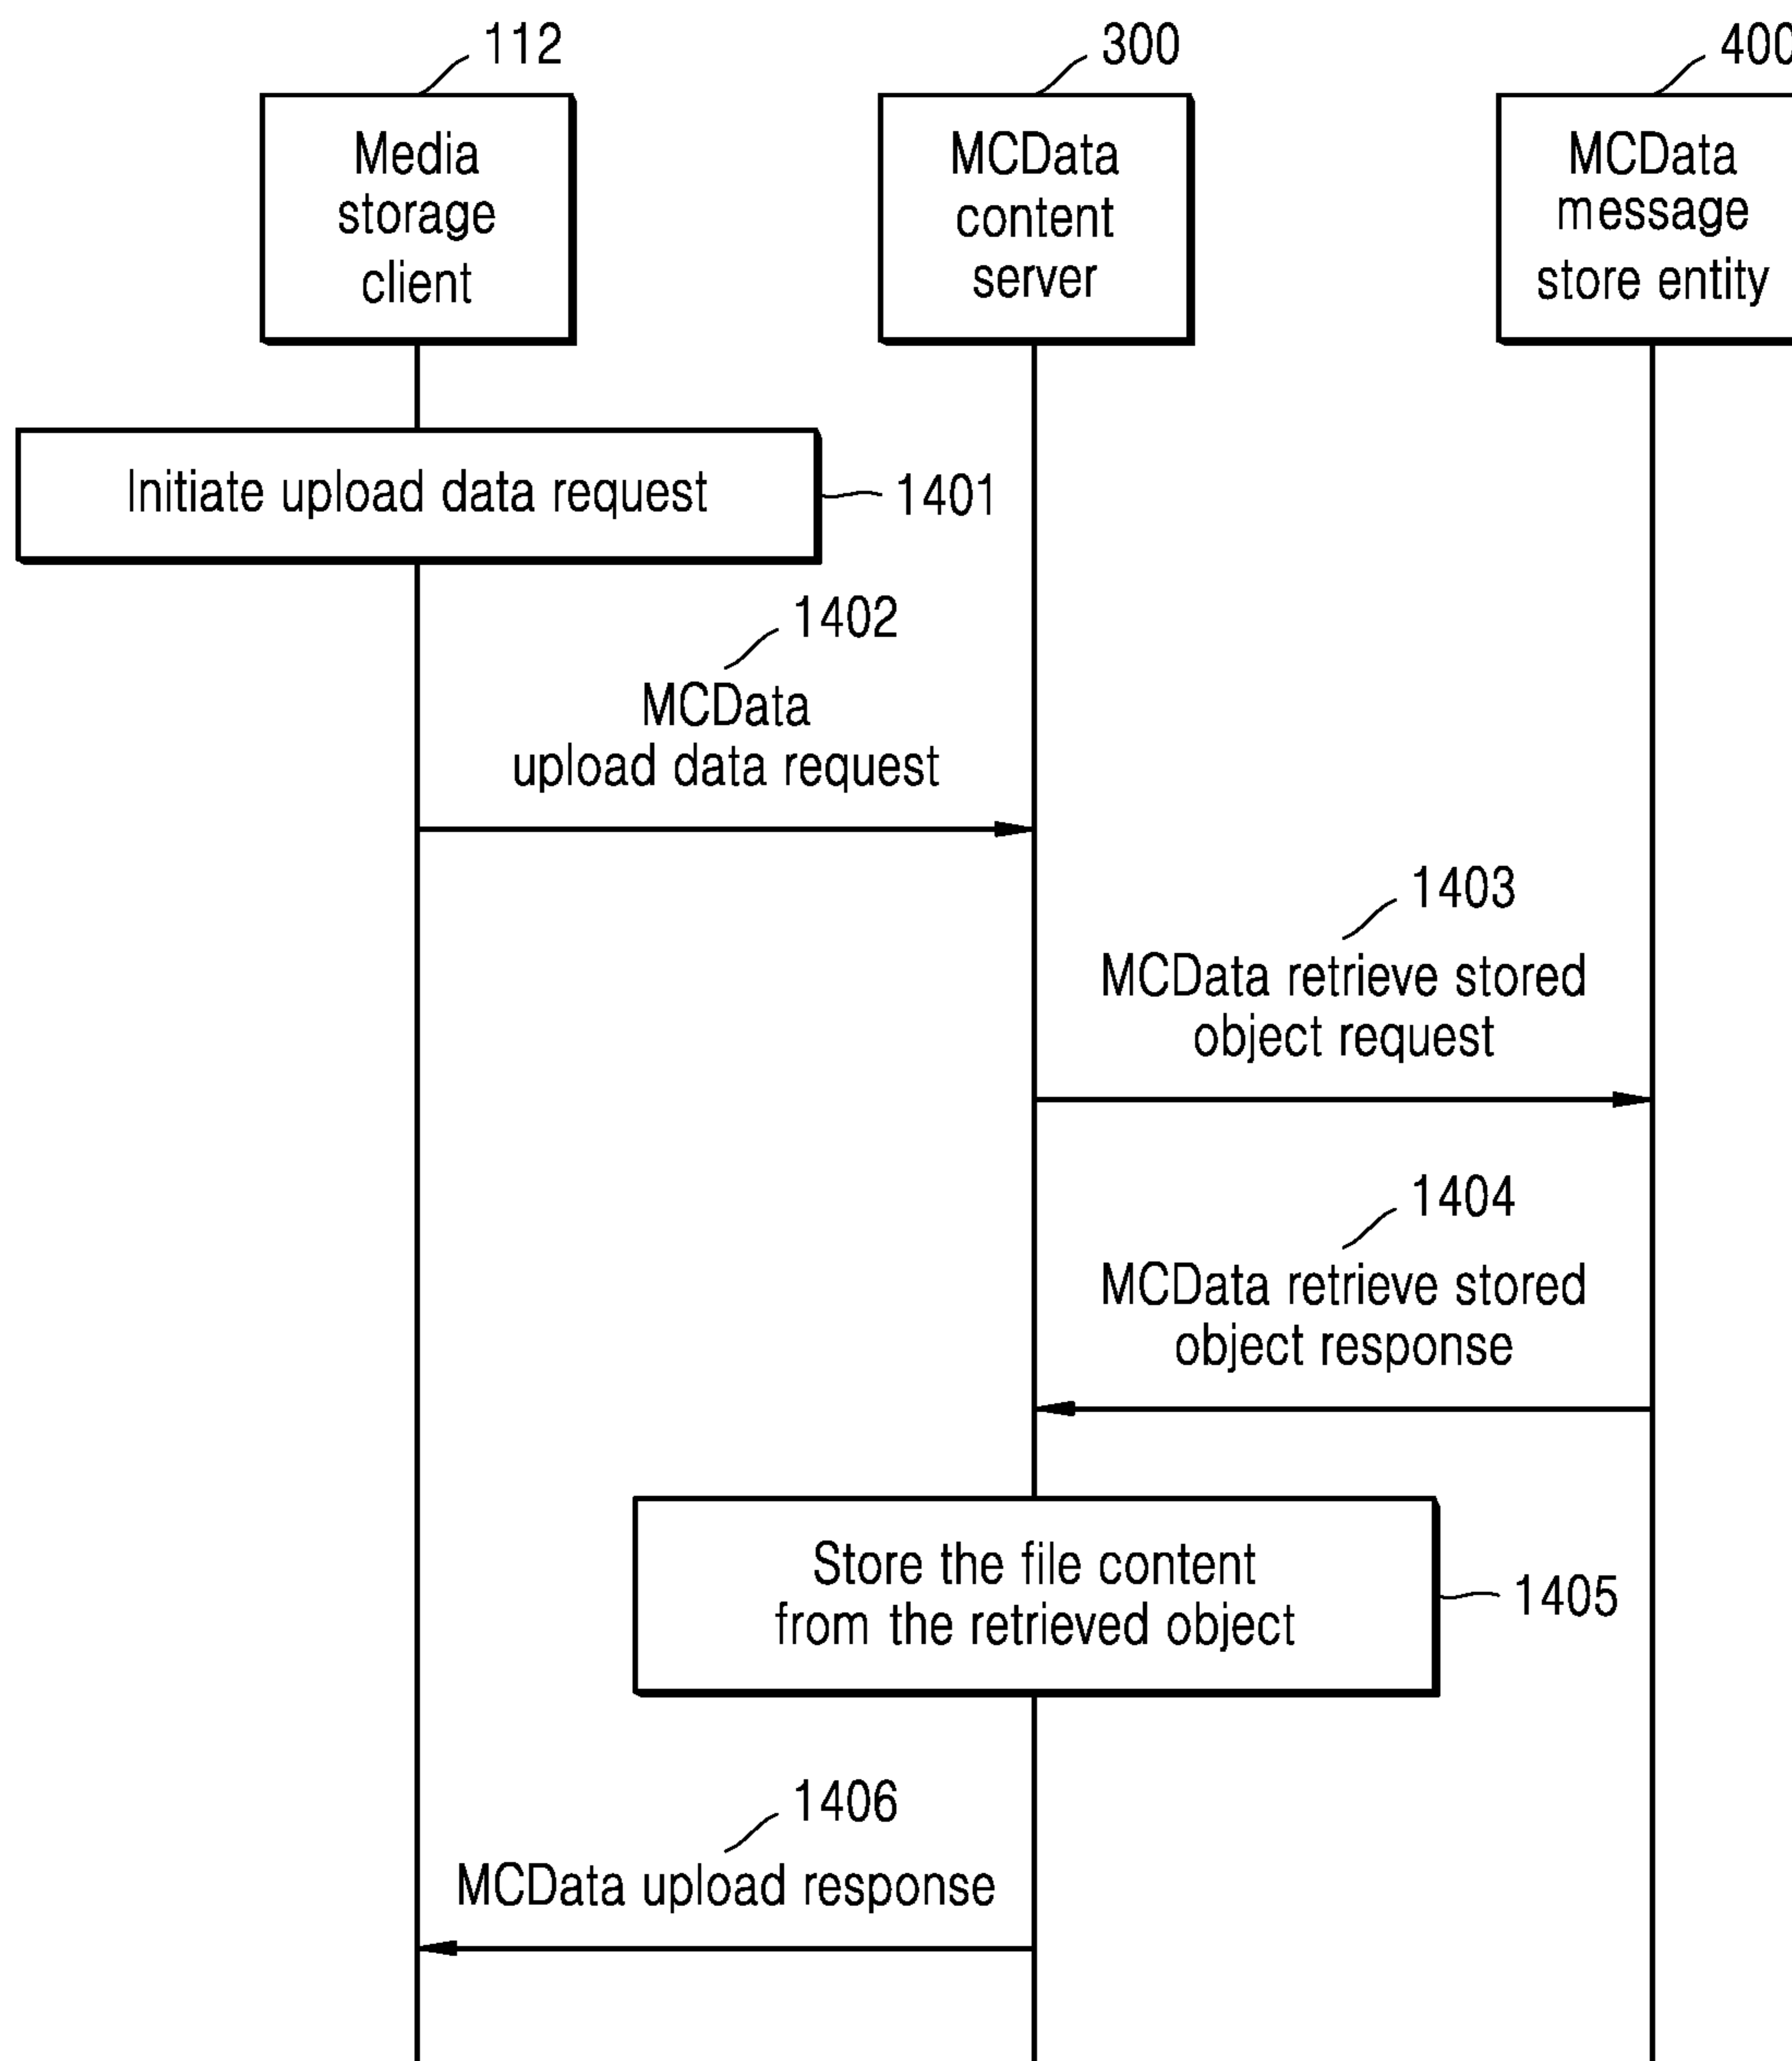 112
300
400
Media
storage
client
MCData
content
server
MCData
message
store entity
Initiate upload data request
1401
1402
MCData
upload data request
1403
MCData retrieve stored
object request
1404
MCData retrieve stored
object response
Store the file content
from the retrieved object
1405
1406
MCData upload response